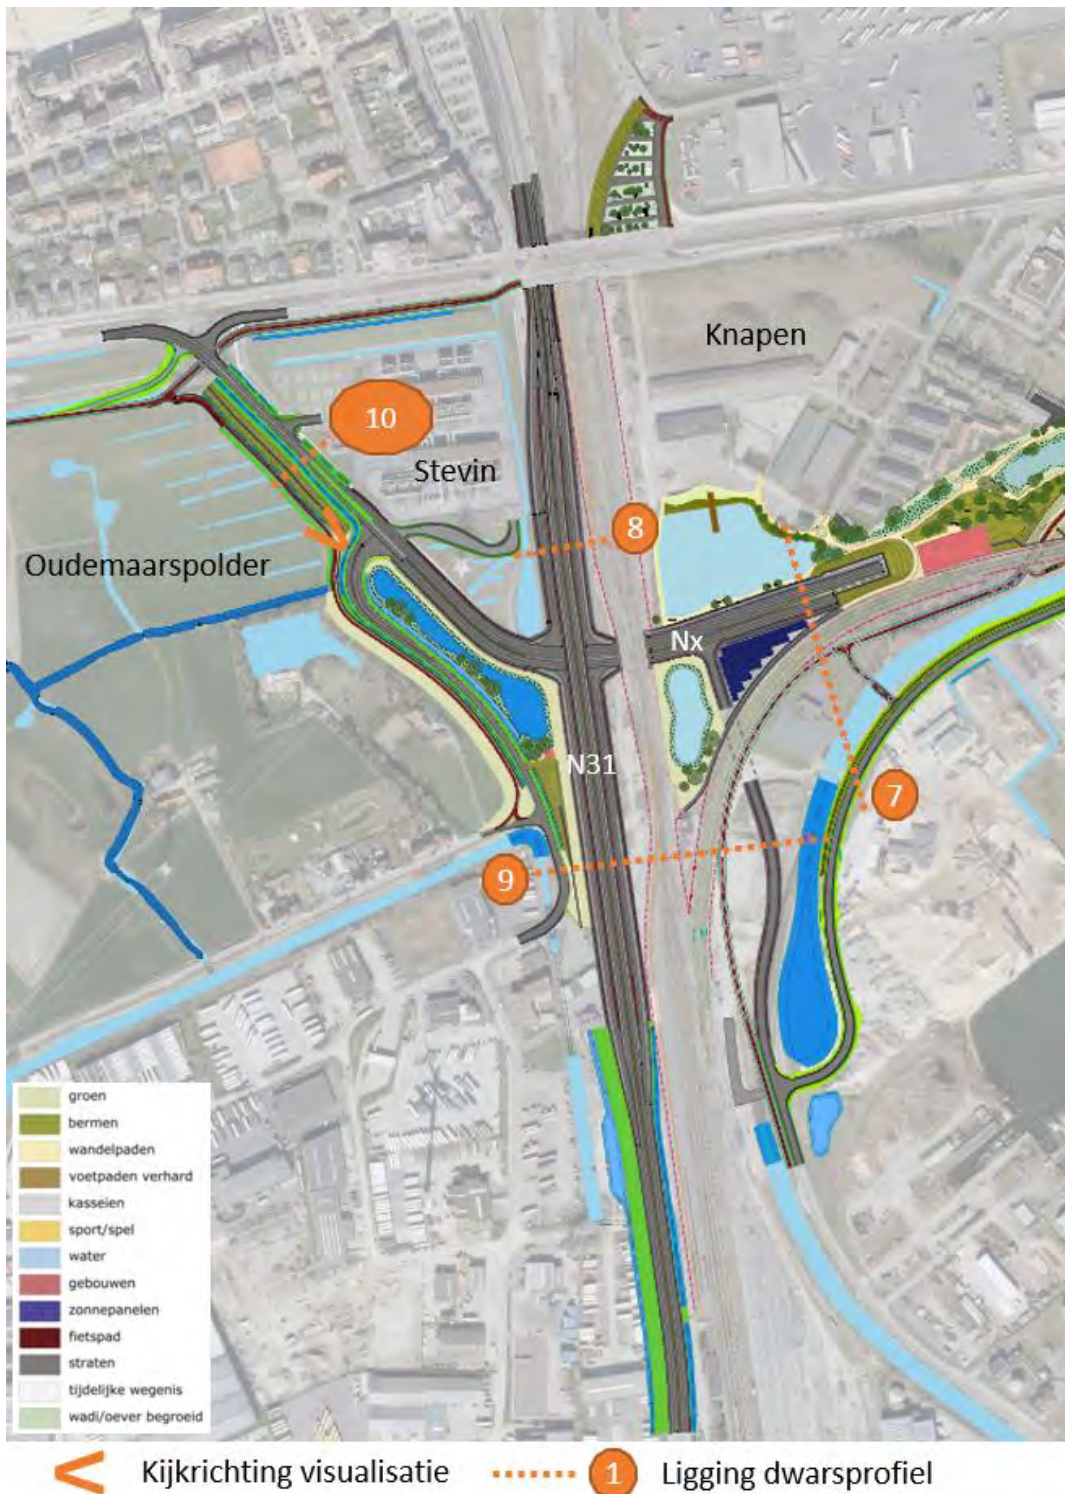 Knapen
10
Stevin
8
Oudemaarspolder
Nx
N31
7
9
groen
bermen
wandelpaden
voetpaden verhard
kasseien
sport/spel
water
gebouwen
zonnepanelen
fietspad
straten
tijdelijke wegenis
wadi/oever begroeid
Kijkrichting visualisatie
1 Ligging dwarsprofiel